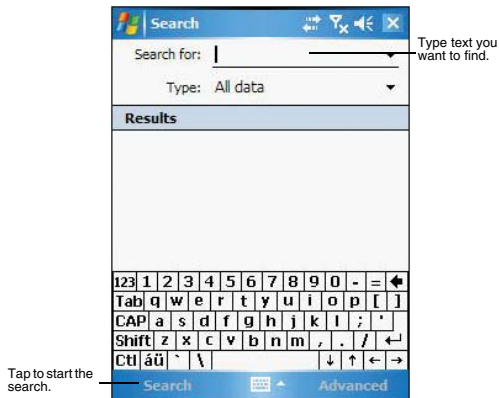 Search
Search for:
Type text you
want to find.
Type: All data
Results
123 1 2 3 4 5 6 7 8 9 0 - =
Tab q w e r t y u i o p [ ]
CAP a s d f g h j k l ; '
Shift z x c v b n m , . /
Ctl áü ` \
Tap to start the
search.
Search Advanced